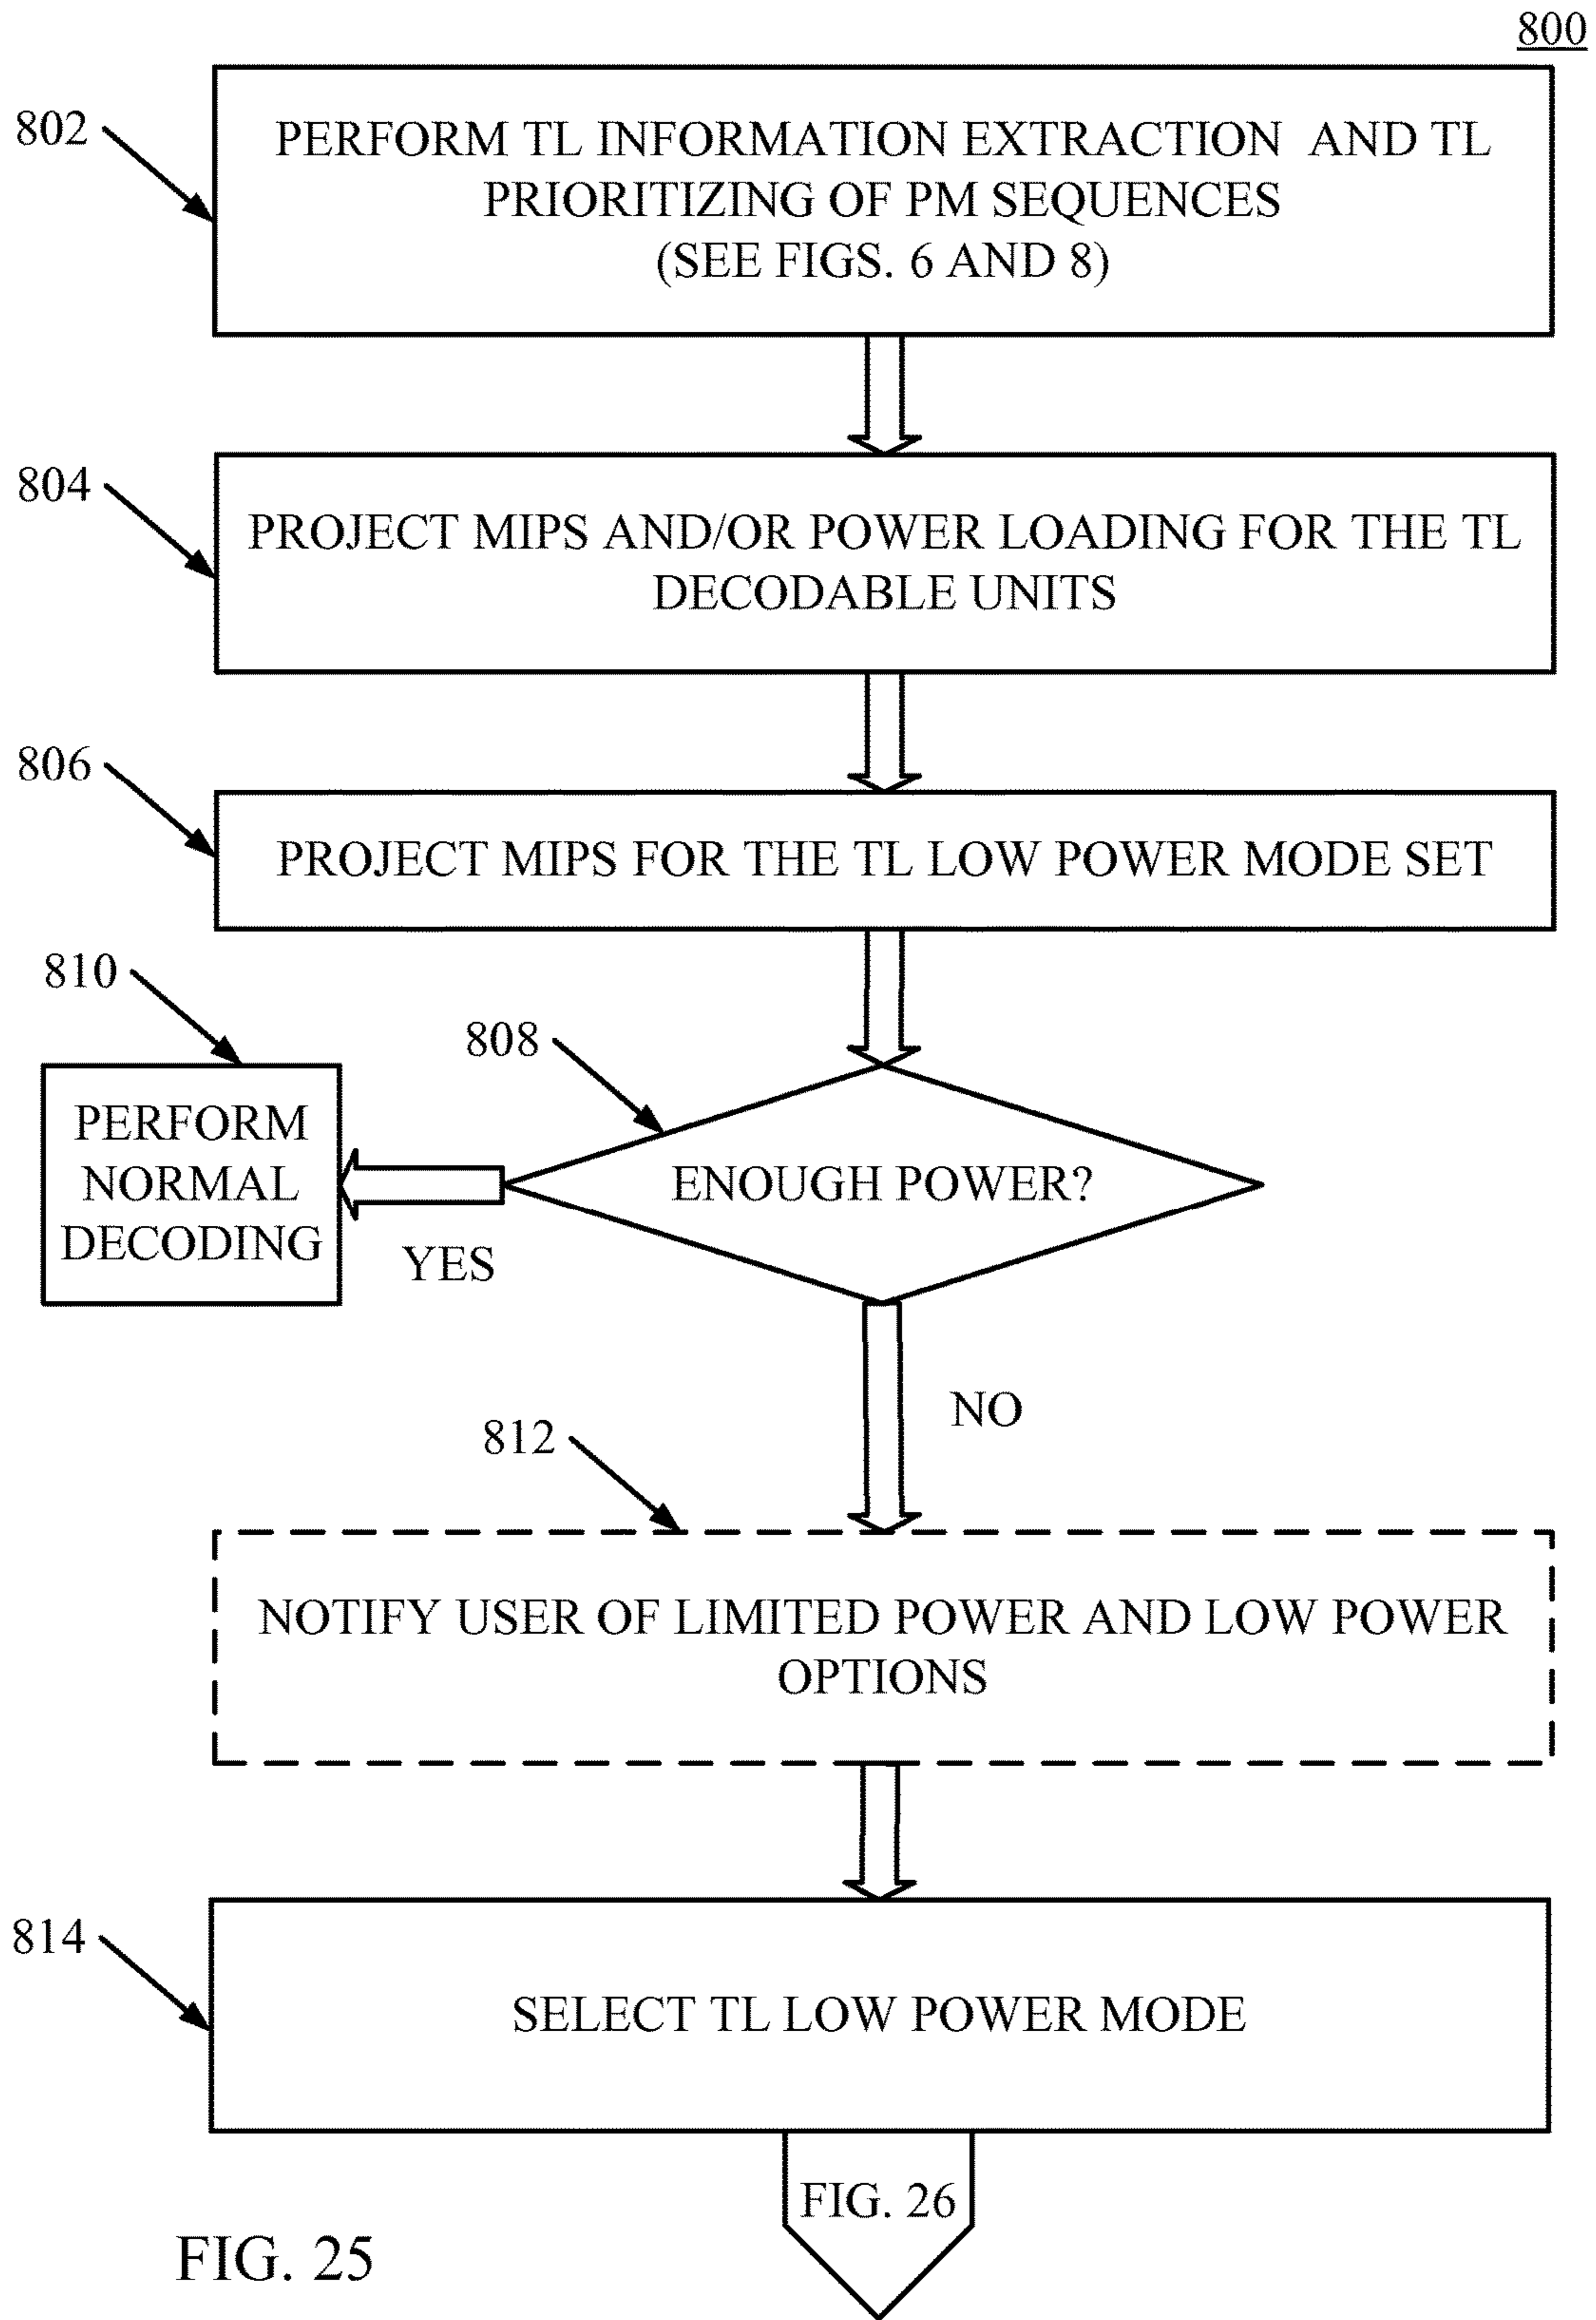 800
802
PERFORM TL INFORMATION EXTRACTION AND TL
PRIORITIZING OF PM SEQUENCES
(SEE FIGS. 6 AND 8)
804
PROJECT MIPS AND/OR POWER LOADING FOR THE TL
DECODABLE UNITS
806
PROJECT MIPS FOR THE TL LOW POWER MODE SET
810
808
PERFORM
NORMAL
DECODING
ENOUGH POWER?
YES
NO
812
NOTIFY USER OF LIMITED POWER AND LOW POWER
OPTIONS
814
SELECT TL LOW POWER MODE
FIG. 26
FIG. 25